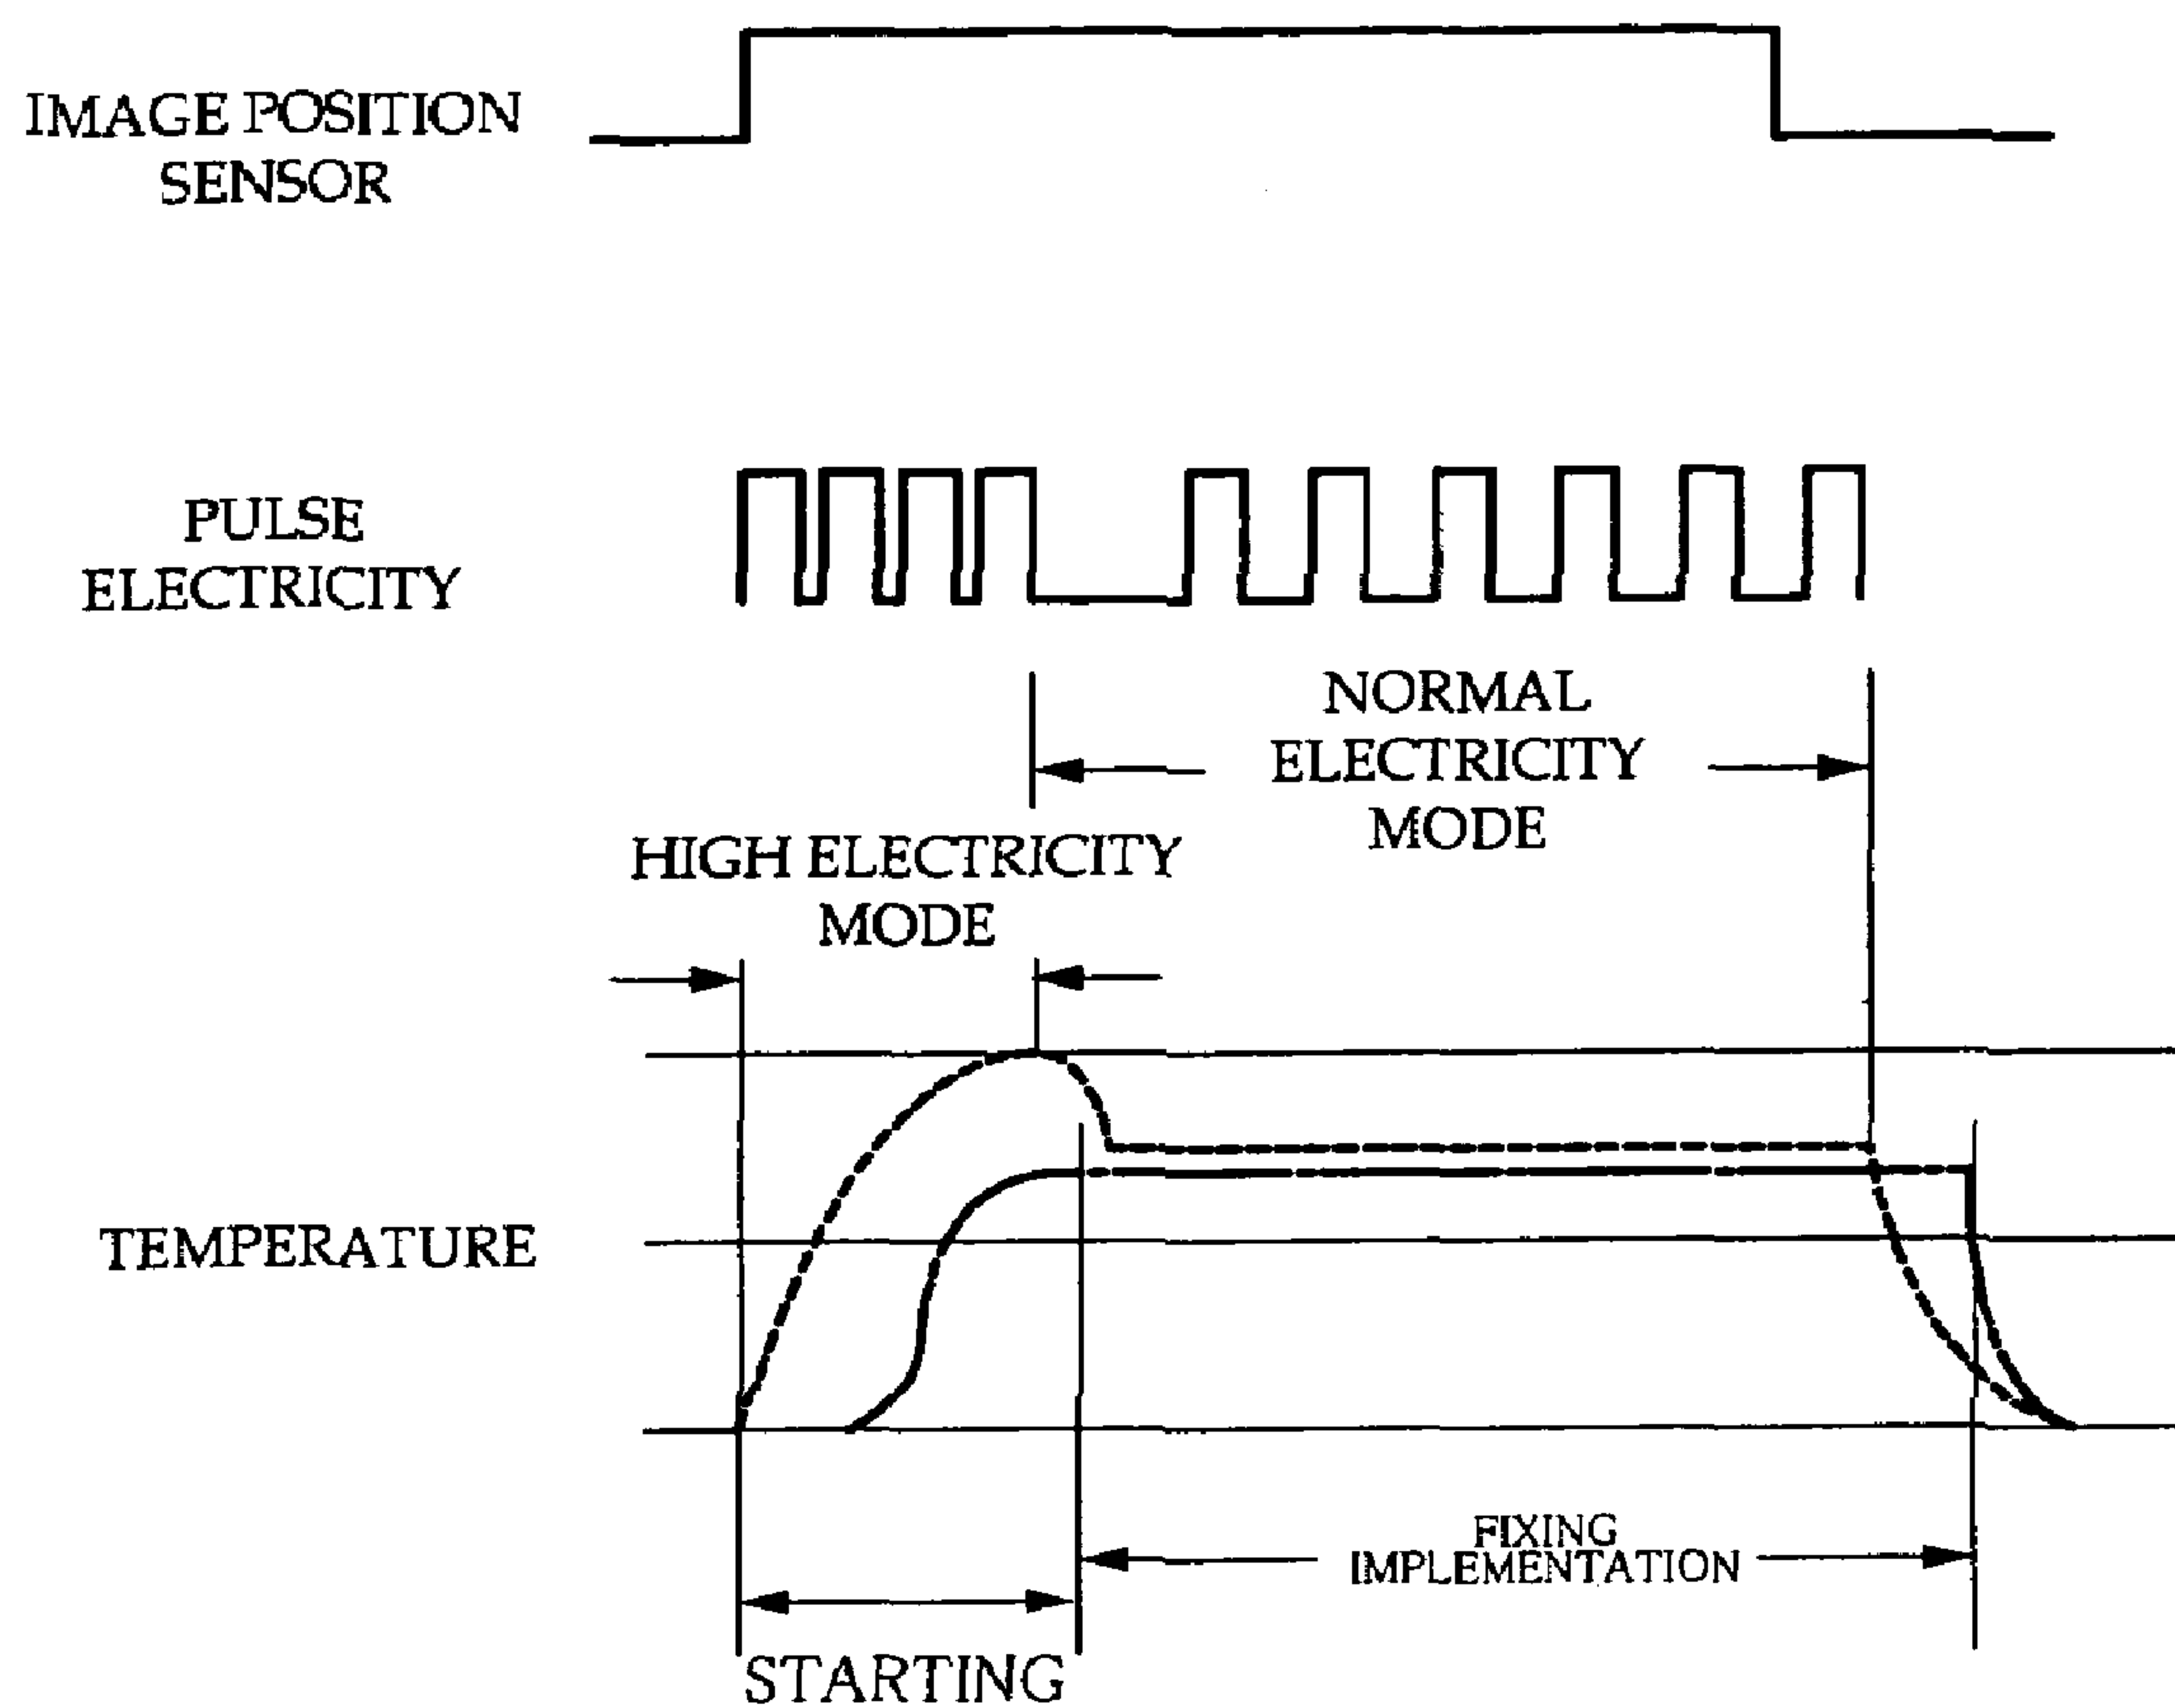 IMAGE POSITION
SENSOR
PULSE
ELECTRICITY
NORMAL
ELECTRICITY
MODE
HIGH ELECTRICITY
MODE
TEMPERATURE
FIXING
IMPLEMENTATION
STARTING